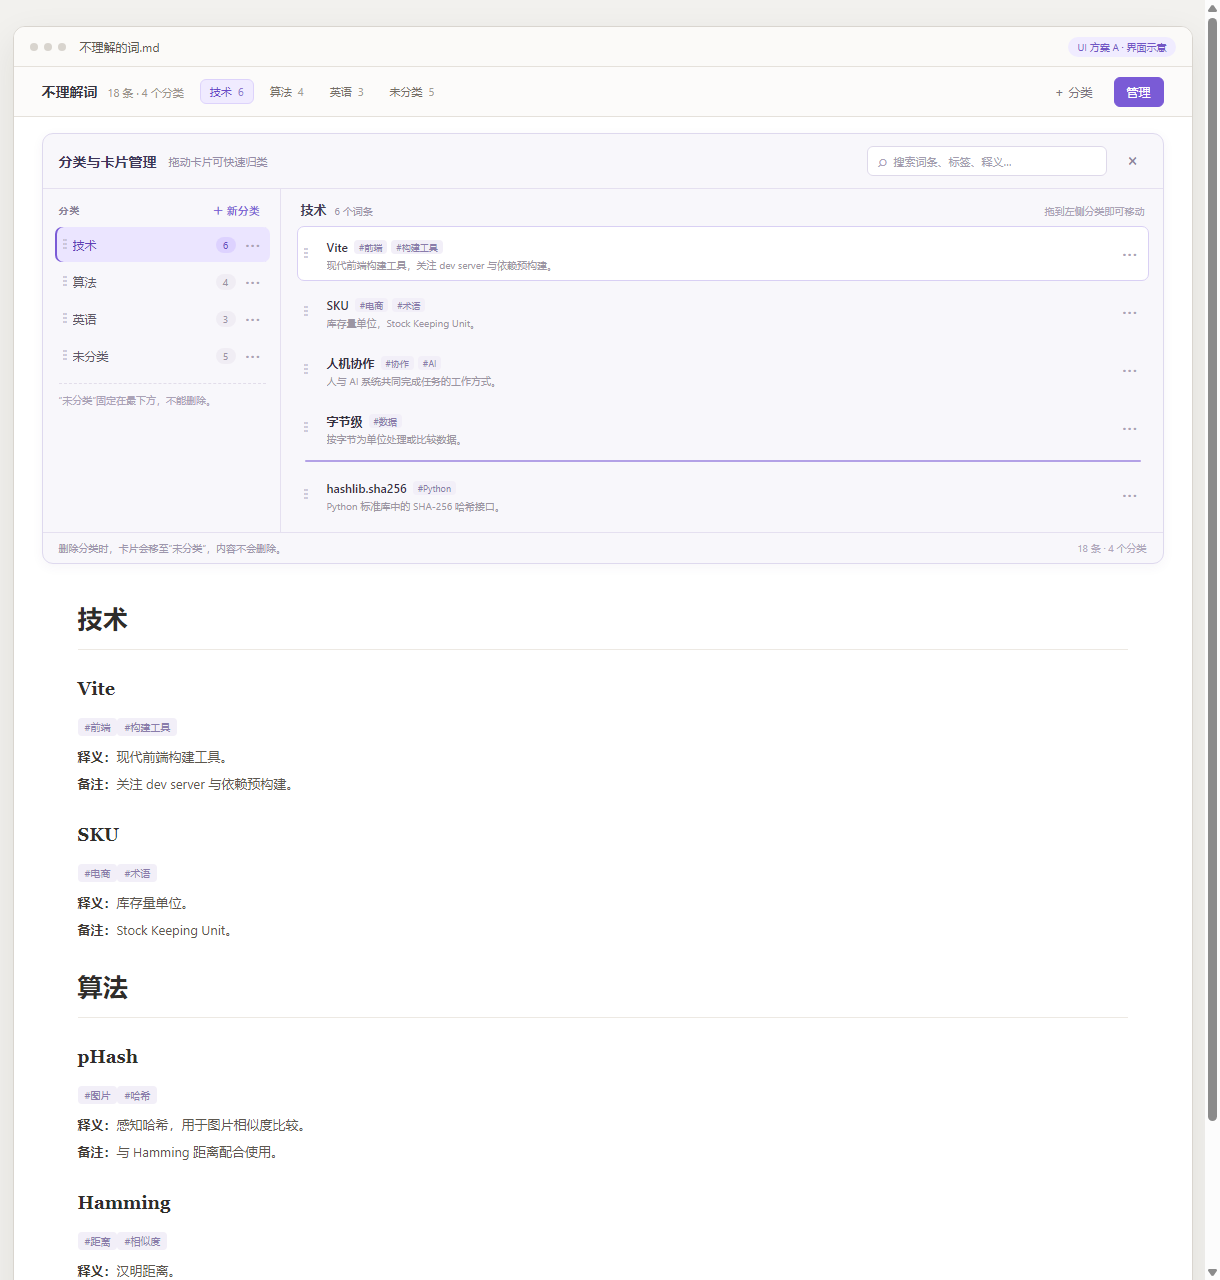 不理解的词.md
UI 方案 A · 界面示意
不理解词 18 条 · 4 个分类 技术 6 算法 4 英语 3 未分类 5
+ 分类 管理
分类与卡片管理 拖动卡片可快速归类
搜索词条、标签、释义... ×
分类 + 新分类
技术 6 ···
算法 4 ···
英语 3 ···
未分类 5 ···
"未分类"固定在最下方，不能删除。
技术 6 个词条
拖到左侧分类即可移动
Vite #前端 #构建工具
现代前端构建工具，关注 dev server 与依赖预构建。
···
SKU #电商 #术语
库存量单位，Stock Keeping Unit。
···
人机协作 #协作 #AI
人与 AI 系统共同完成任务的工作方式。
···
字节级 #数据
按字节为单位处理或比较数据。
···
hashlib.sha256 #Python
Python 标准库中的 SHA-256 哈希接口。
···
删除分类时，卡片会移至"未分类"，内容不会删除。
18 条 · 4 个分类
技术
Vite
#前端 #构建工具
释义：现代前端构建工具。
备注：关注 dev server 与依赖预构建。
SKU
#电商 #术语
释义：库存量单位。
备注：Stock Keeping Unit。
算法
pHash
#图片 #哈希
释义：感知哈希，用于图片相似度比较。
备注：与 Hamming 距离配合使用。
Hamming
#距离 #相似度
释义：汉明距离。